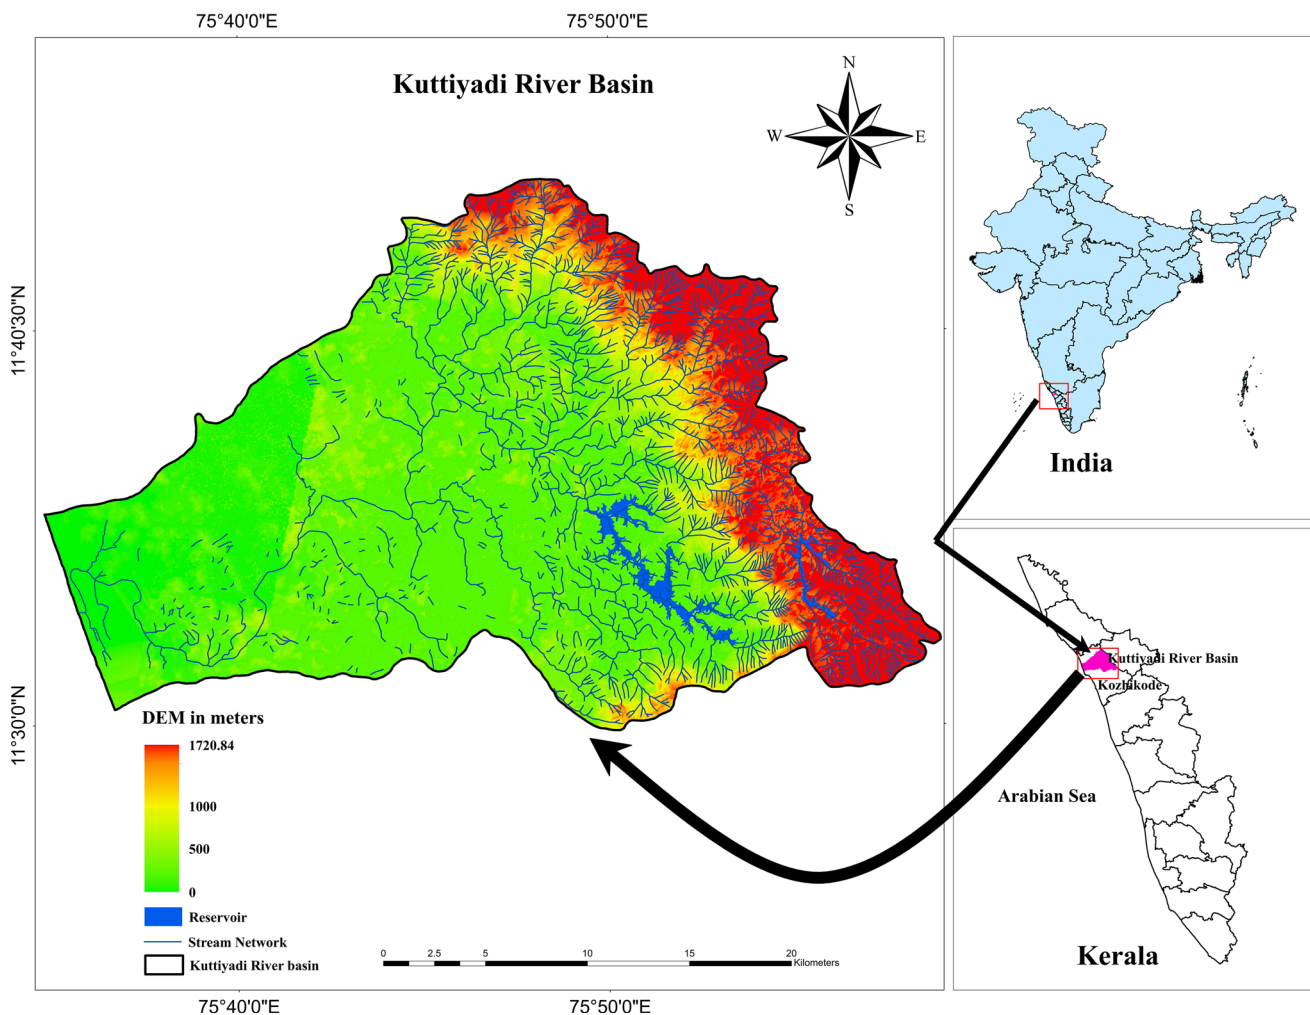 75°40'0"E
75°50'0"E
Kuttiyadi River Basin
N
W
E
S
11°40'30"N
11°30'0"N
India
DEM in meters
1720.84
1000
500
0
Reservoir
Stream Network
Kuttiyadi River basin
0
2.5
5
10
15
20
Kilometers
Kuttiyadi River Basin
Kozhikode
Arabian Sea
Kerala
75°40'0"E
75°50'0"E